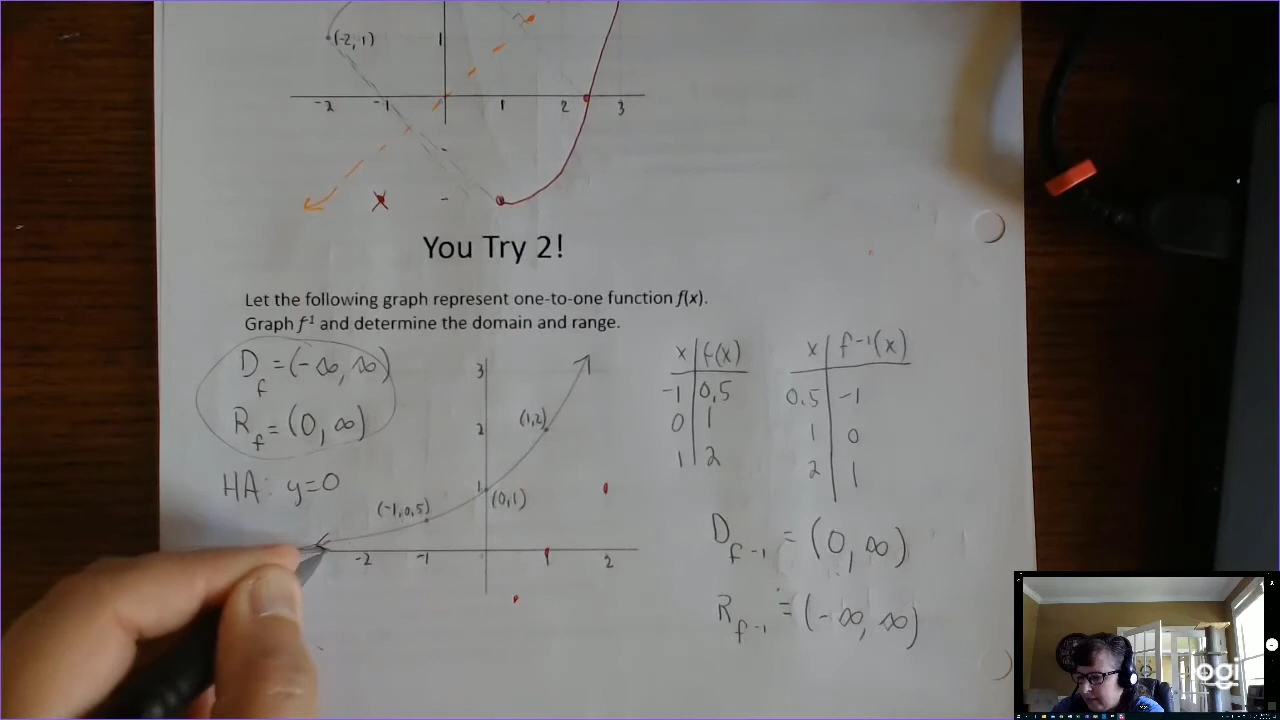 (-2, 1)
1
-2 -1 1 2 3
You Try 2!
Let the following graph represent one-to-one function f(x).
Graph f⁻¹ and determine the domain and range.
D_f = (-∞, ∞)
R_f = (0, ∞)
HA: y=0
3
2
1
(1,2)
(0,1)
(-1,0,5)
-2 -1 1 2
x f(x)
-1 0,5
0 1
1 2
x f⁻¹(x)
0.5 -1
1 0
2 1
D_f⁻¹ = (0, ∞)
R_f⁻¹ = (-∞, ∞)
ogi